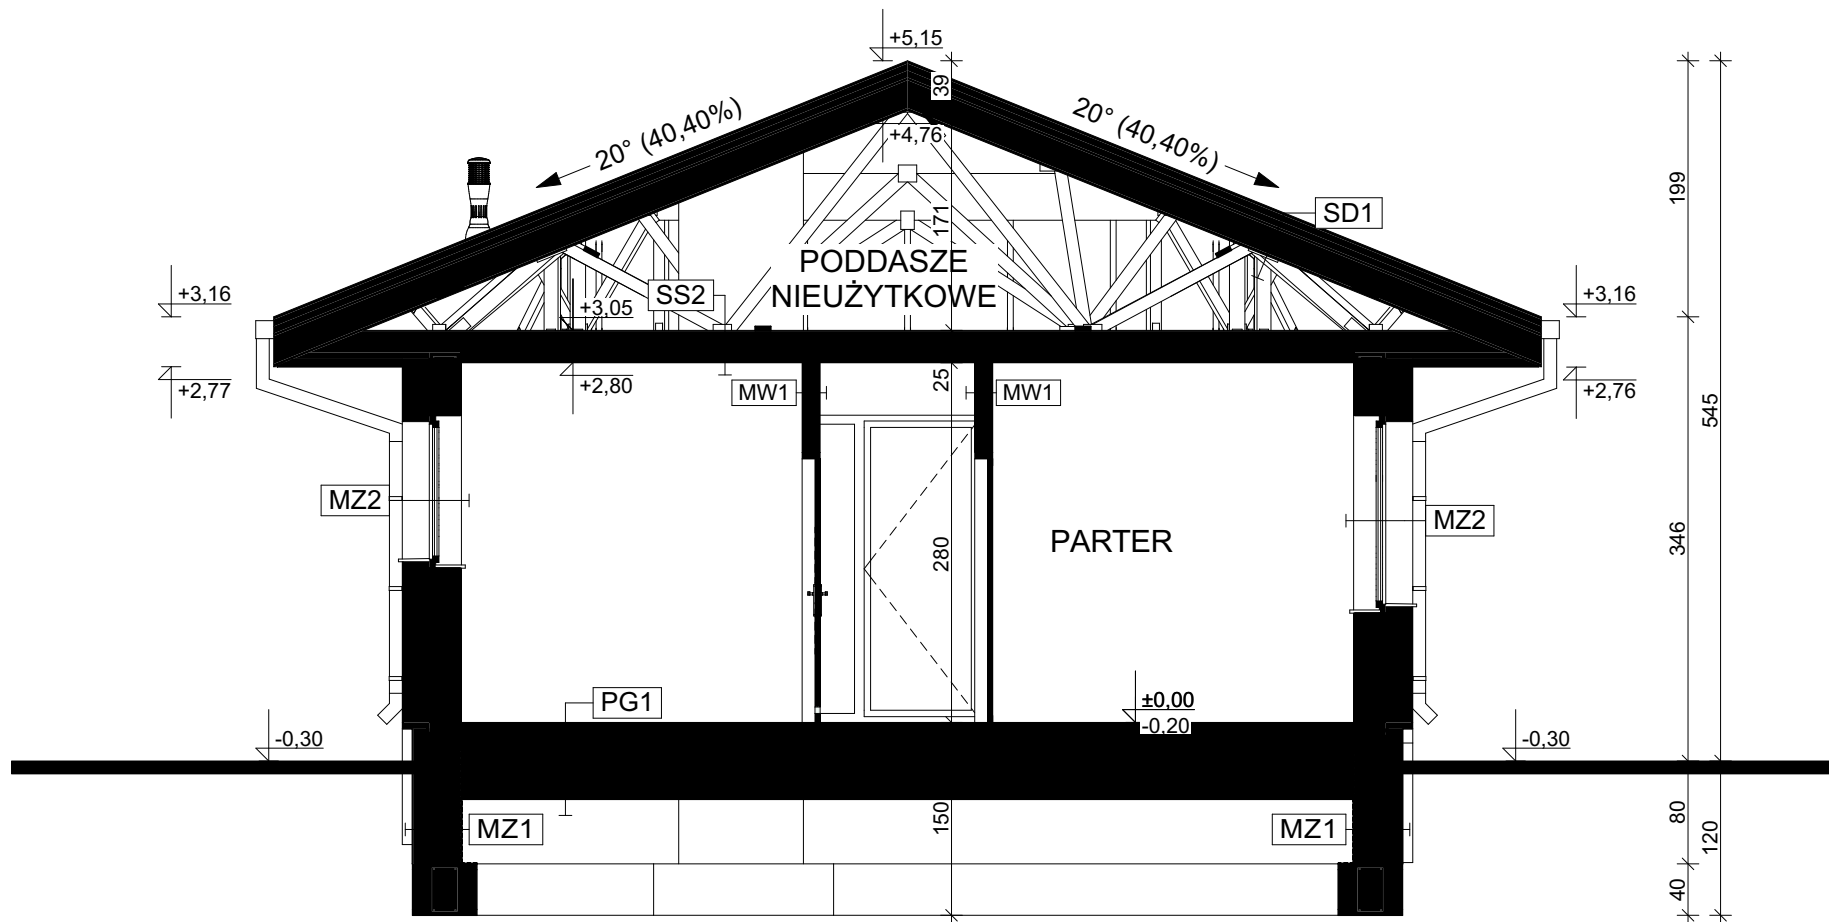 +5,15
39
20° (40,40%)
20° (40,40%)
+4,76
199
171
SD1
PODDASZE
NIEUŻYTKOWE
SS2
+3,16
+3,05
+3,16
+2,77
+2,80
25
MW1
MW1
+2,76
545
MZ2
MZ2
PARTER
280
346
PG1
±0,00
-0,20
-0,30
-0,30
MZ1
150
MZ1
80
120
40